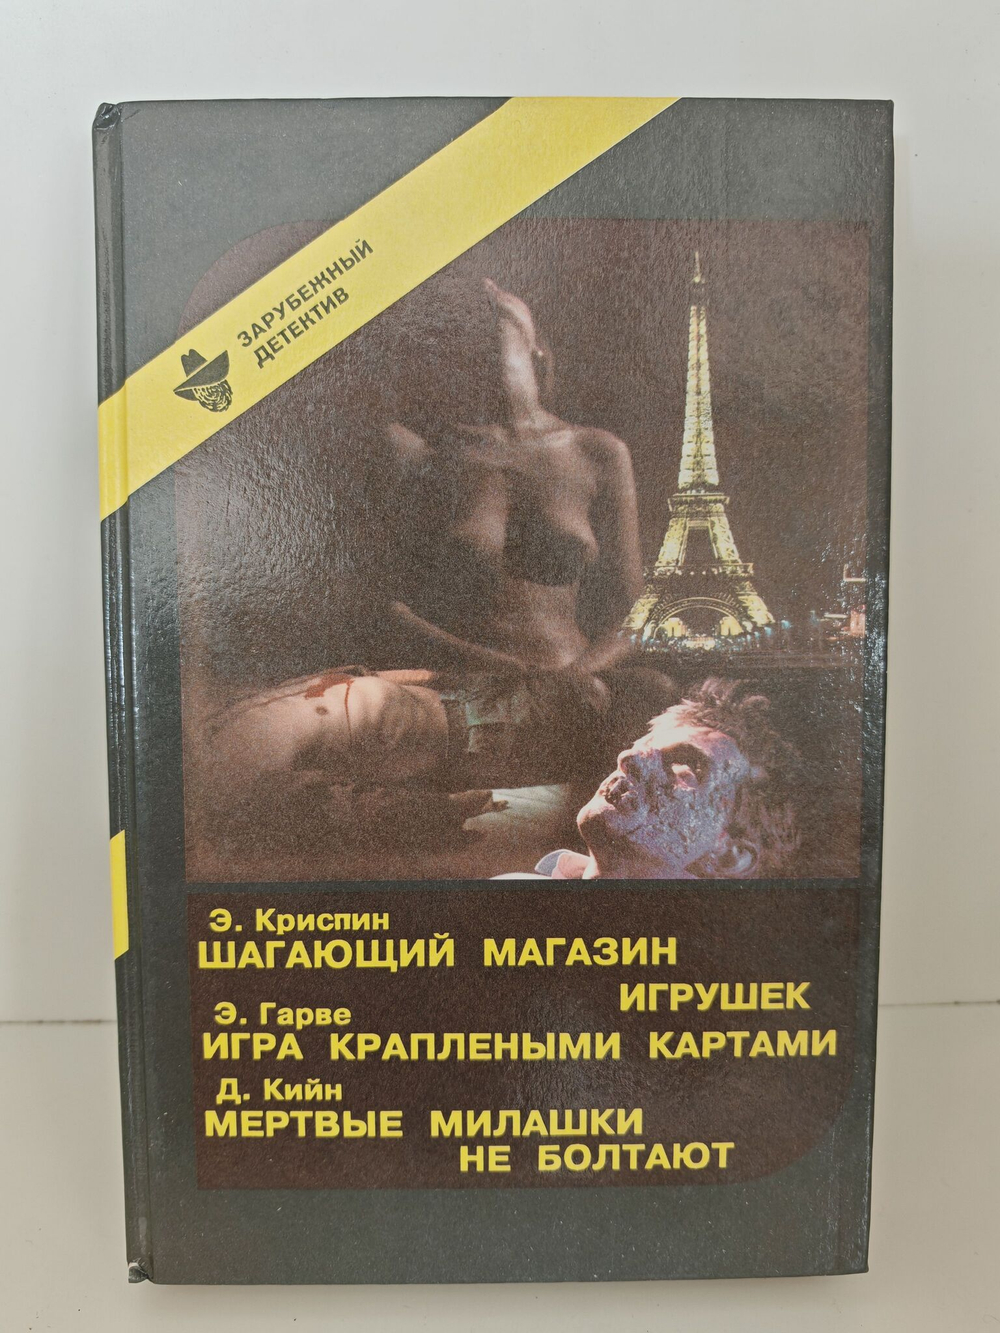 ЗАРУБЕЖНЫЙ
ДЕТЕКТИВ
Э. Криспин
ШАГАЮЩИЙ МАГАЗИН
ИГРУШЕК
Э. Гарве
ИГРА КРАПЛЕНЫМИ КАРТАМИ
Д. Кийн
МЕРТВЫЕ МИЛАШКИ
НЕ БОЛТАЮТ